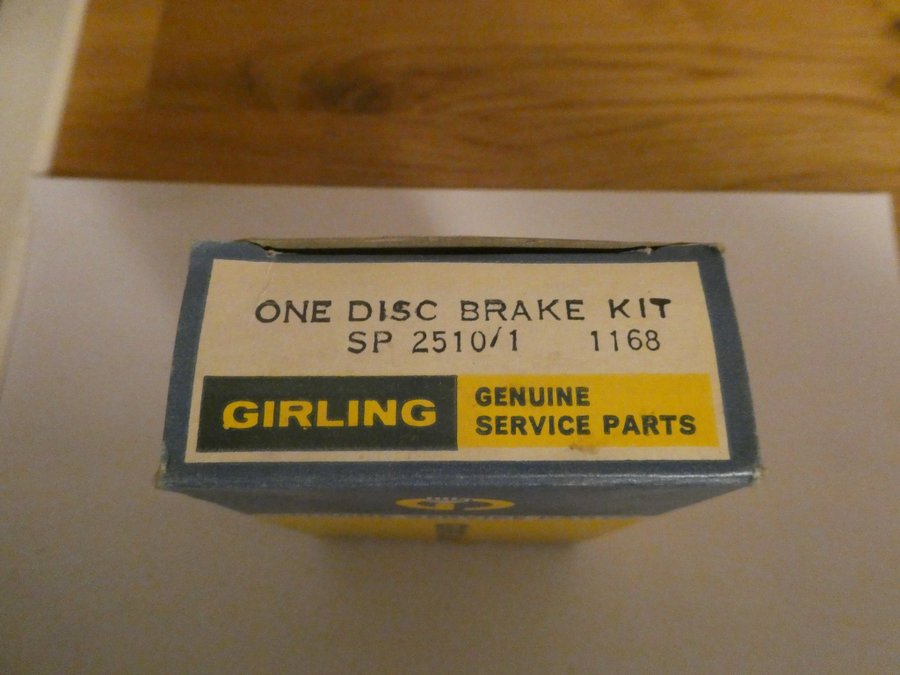 ONE DISC BRAKE KIT
SP 2510/1 1168
GIRLING
GENUINE
SERVICE PARTS